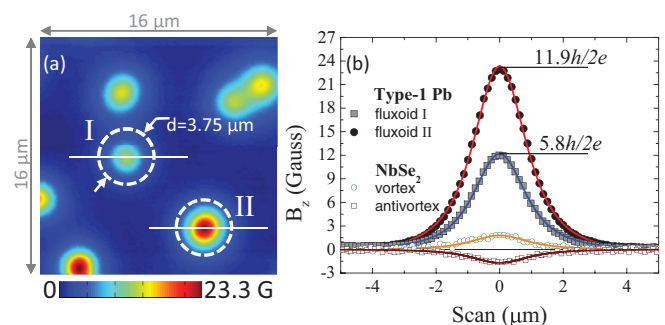 16 μm
(a)
I
d=3.75 μm
16 μm
II
0
23.3 G
(b)
27
24
21
18
15
12
9
6
3
0
-3
B_z (Gauss)
11.9h/2e
Type-1 Pb
fluxoid I
fluxoid II
5.8h/2e
NbSe₂
vortex
antivortex
-4
-2
0
2
4
Scan (μm)